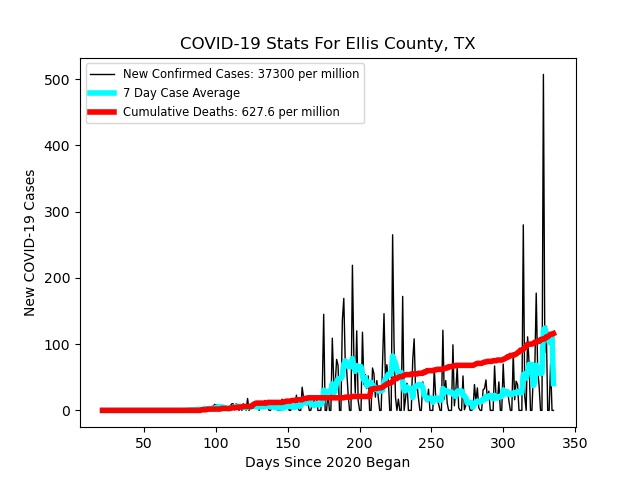 COVID-19 Stats For Ellis County, TX
New Confirmed Cases: 37300 per million
7 Day Case Average
Cumulative Deaths: 627.6 per million
New COVID-19 Cases
500
400
300
200
100
0
50 100 150 200 250 300 350
Days Since 2020 Began